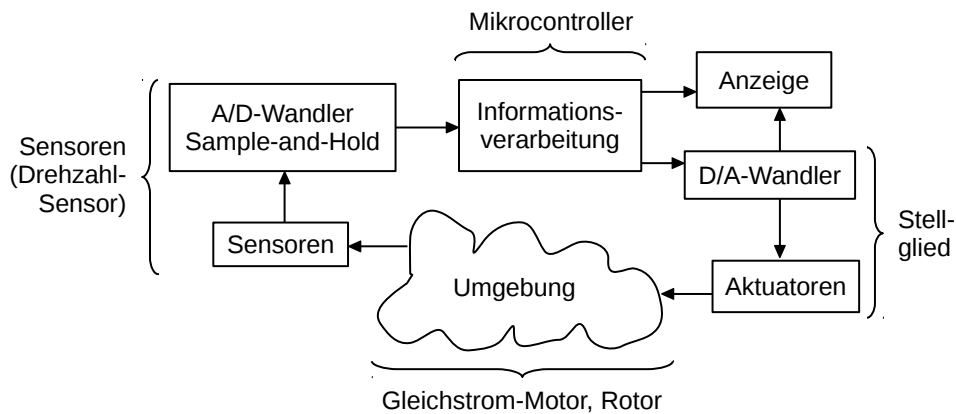 Mikrocontroller
Anzeige
A/D-Wandler
Sample-and-Hold
Informations-
verarbeitung
Sensoren
(Drehzahl-
Sensor)
D/A-Wandler
Stell-
glied
Sensoren
Umgebung
Aktuatoren
Gleichstrom-Motor, Rotor